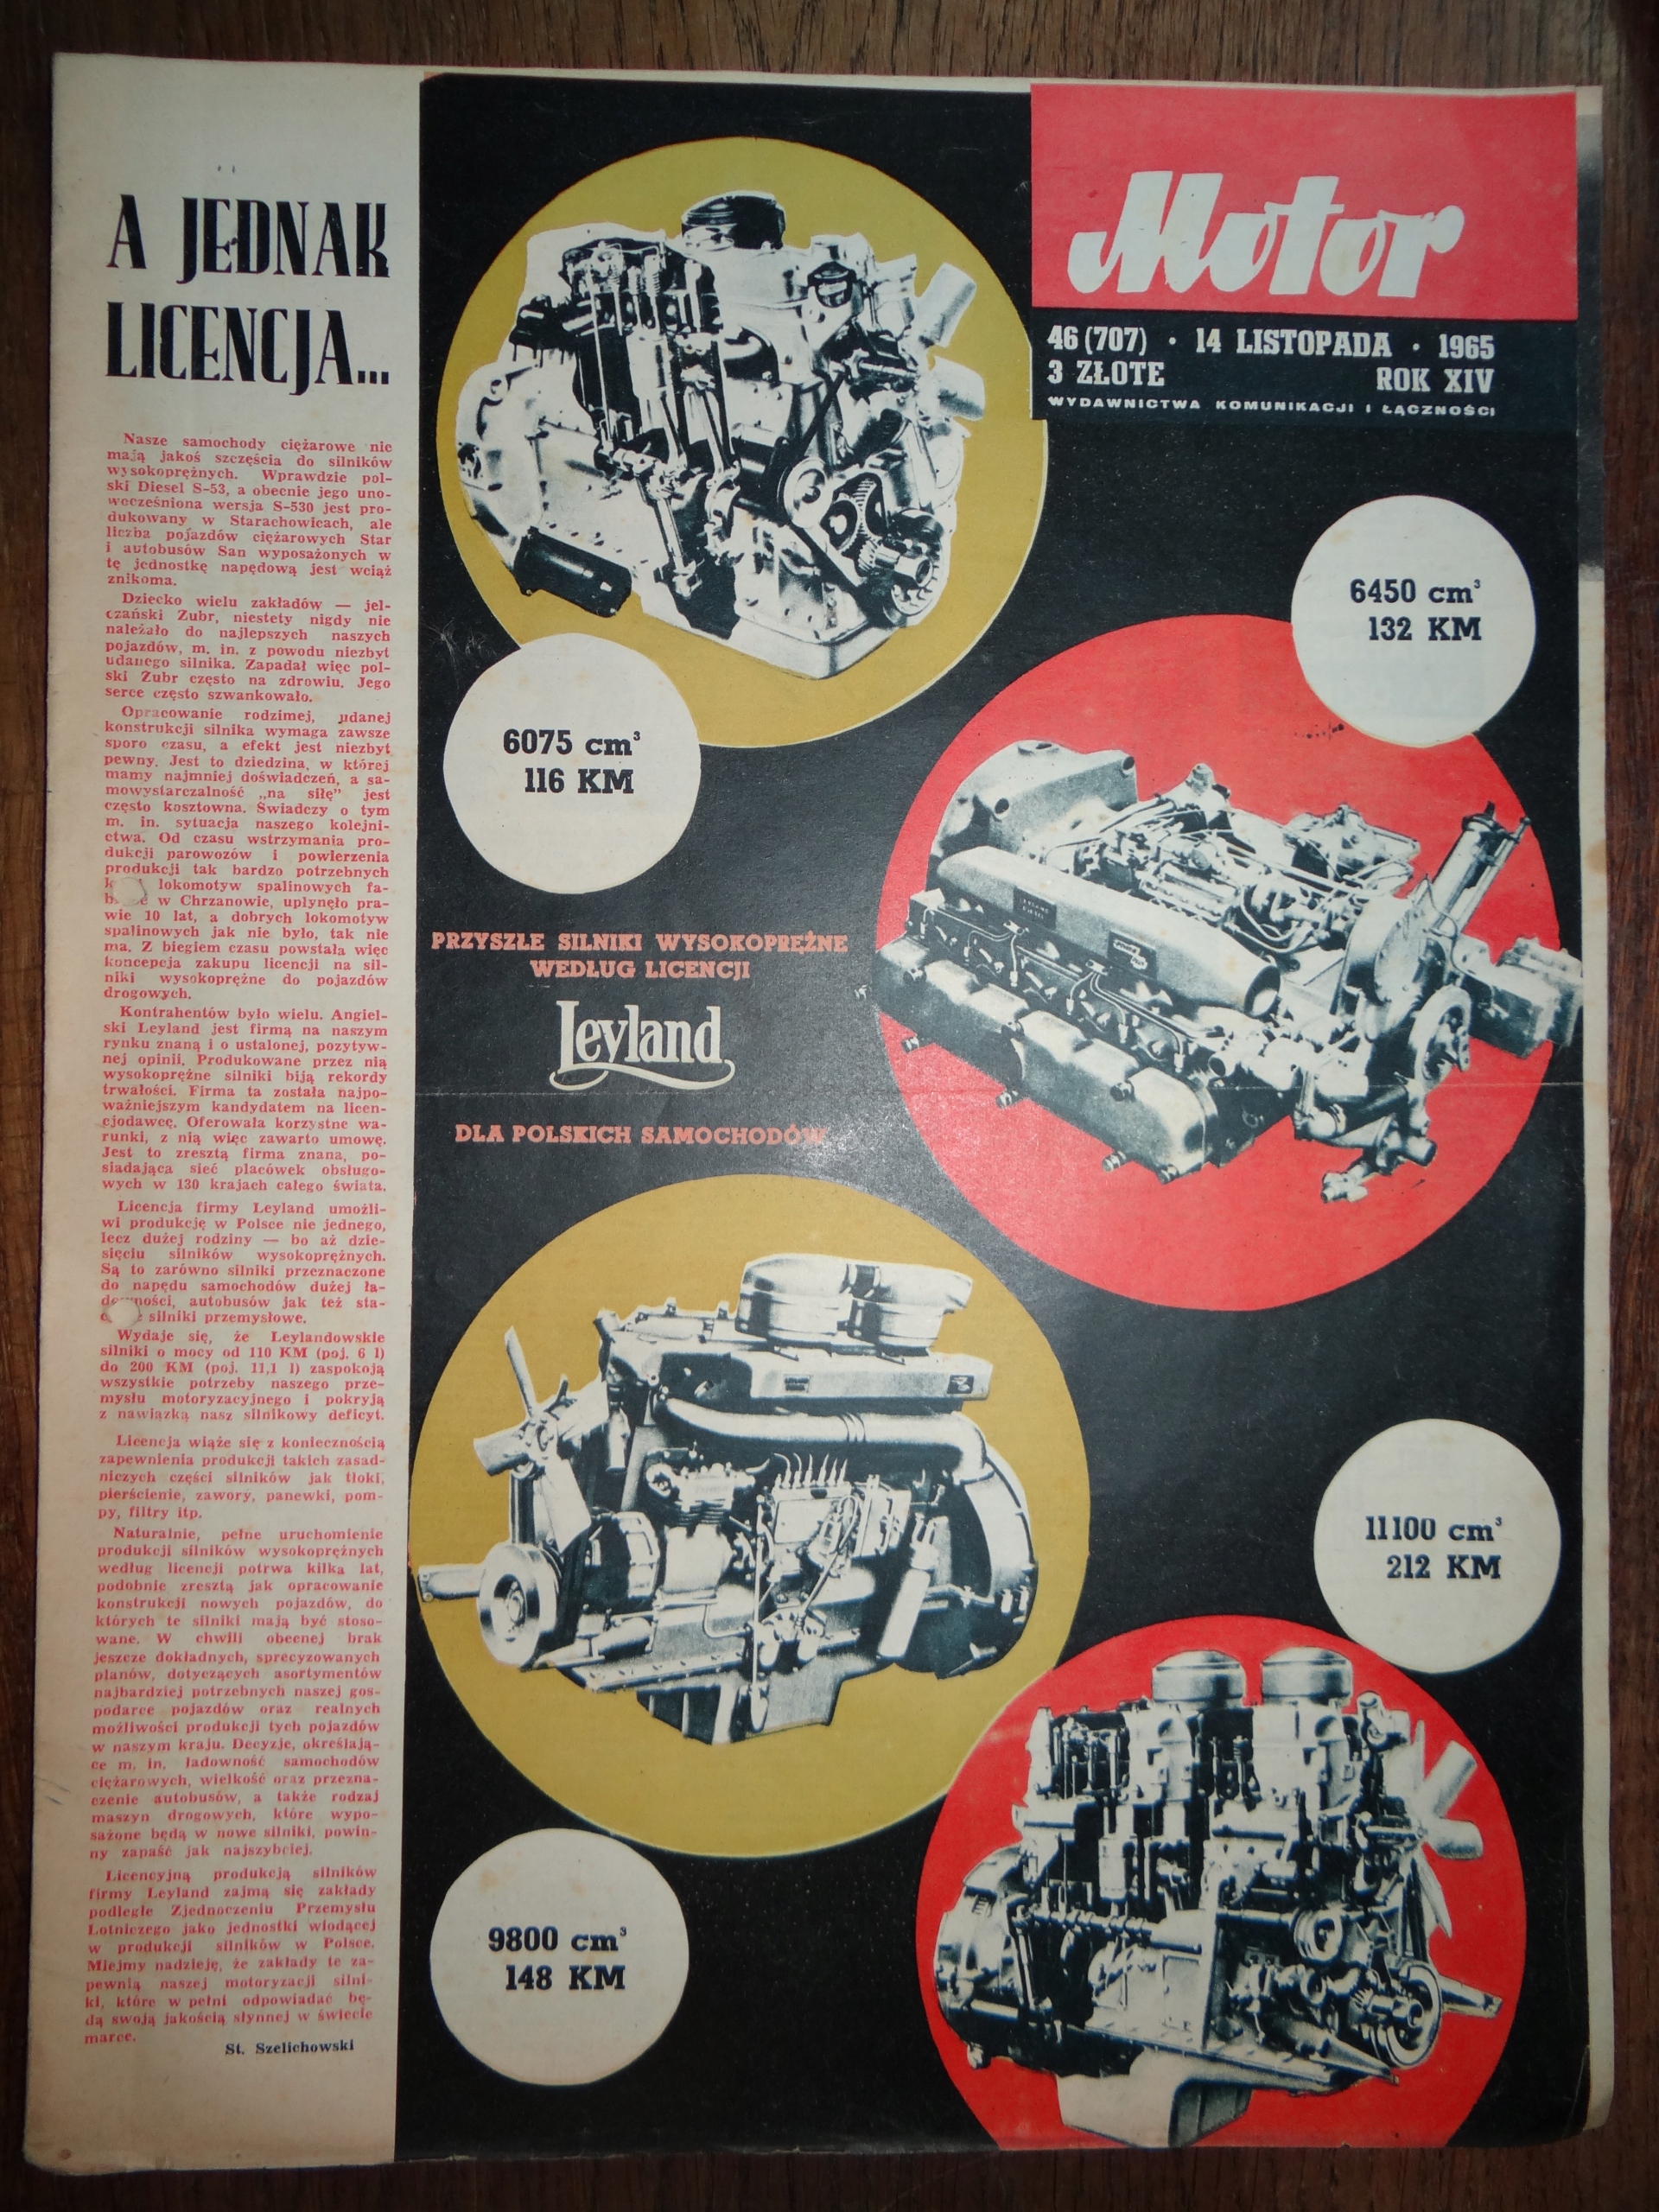 A JEDNAK
LICENCJA...
Nasze samochody ciężarowe nie
mają jakoś szczęścia do silników
wysokoprężnych. Wprawdzie pol-
ski Diesel S-53, a obecnie jego uno-
wocześniona wersja S-530 jest pro-
dukowany w Starachowicach, ale
liczba pojazdów ciężarowych Star
i autobusów San wyposażonych w
tę jednostkę napędową jest wciąż
znikoma.
Dziecko wielu zakładów — jel-
czański Żubr, niestety nigdy nie
należało do najlepszych naszych
pojazdów, m. in. z powodu niezbyt
udanego silnika. Zapadał więc pol-
ski Żubr często na zdrowiu. Jego
serce często szwankowało.
Opracowanie rodzimej, udanej
konstrukcji silnika wymaga zawsze
sporo czasu, a efekt jest niezbyt
pewny. Jest to dziedzina, w której
mamy najmniej doświadczeń, a sa-
mowystarczalność „na siłę” jest
często kosztowna. Świadczy o tym
m. in. sytuacja naszego kolejni-
ctwa. Od czasu wstrzymania pro-
dukcji parowozów i powierzenia
produkcji tak bardzo potrzebnych
lokomotyw spalinowych fa-
w Chrzanowie, upłynęło pra-
wie 10 lat, a dobrych lokomotyw
spalinowych jak nie było, tak nie
ma. Z biegiem czasu powstała więc
koncepcja zakupu licencji na sil-
niki wysokoprężne do pojazdów
drogowych.
Kontrahentów było wielu. Angiel-
ski Leyland jest firmą na naszym
rynku znaną i o ustalonej, pozytyw-
nej opinii. Produkowane przez nią
wysokoprężne silniki biją rekordy
trwałości. Firma ta została najpo-
ważniejszym kandydatem na licen-
cjodawcę. Oferowała korzystne wa-
runki, z nią więc zawarto umowę.
Jest to zresztą firma znana, po-
siadająca sieć placówek obsługo-
wych w 130 krajach całego świata.
Licencja firmy Leyland umożli-
wi produkcję w Polsce nie jednego,
lecz dużej rodziny — bo aż dzie-
sięciu silników wysokoprężnych.
Są to zarówno silniki przeznaczone
do napędu samochodów dużej ła-
downości, autobusów jak też sta-
silniki przemysłowe.
Wydaje się, że Leylandowskie
silniki o mocy od 110 KM (poj. 6 l)
do 200 KM (poj. 11,1 l) zaspokoją
wszystkie potrzeby naszego prze-
mysłu motoryzacyjnego i pokryją
z nawiązką nasz silnikowy deficyt.
Licencja wiąże się z koniecznością
zapewnienia produkcji takich zasad-
niczych części silników jak tłoki,
pierścienie, zawory, panewki, pom-
py, filtry itp.
Naturalnie, pełne uruchomienie
produkcji silników wysokoprężnych
według licencji potrwa kilka lat,
podobnie zresztą jak opracowanie
konstrukcji nowych pojazdów, do
których te silniki mają być stoso-
wane. W chwili obecnej brak
jeszcze dokładnych, sprecyzowanych
planów, dotyczących asortymentów
najbardziej potrzebnych naszej gos-
podarce pojazdów oraz realnych
możliwości produkcji tych pojazdów
w naszym kraju. Decyzje, określają-
ce m. in. ładowność samochodów
ciężarowych, wielkość oraz przezna-
czenie autobusów, a także rodzaj
maszyn drogowych, które wypo-
sażone będą w nowe silniki, powin-
ny zapaść jak najszybciej.
Licencyjną produkcją silników
firmy Leyland zajmą się zakłady
podległe Zjednoczeniu Przemysłu
Lotniczego jako jednostki wiodącej
w produkcji silników w Polsce.
Miejmy nadzieję, że zakłady te za-
pewnią naszej motoryzacji silni-
ki, które w pełni odpowiadać bę-
dą swoją jakością słynnej w świecie
marce.
St. Szelichowski
Motor
46 (707) · 14 LISTOPADA · 1965
3 ZŁOTE ROK XIV
WYDAWNICTWA KOMUNIKACJI I ŁĄCZNOŚCI
6450 cm³
132 KM
6075 cm³
116 KM
PRZYSZŁE SILNIKI WYSOKOPRĘŻNE
WEDŁUG LICENCJI
Leyland
DLA POLSKICH SAMOCHODÓW
11100 cm³
212 KM
9800 cm³
148 KM